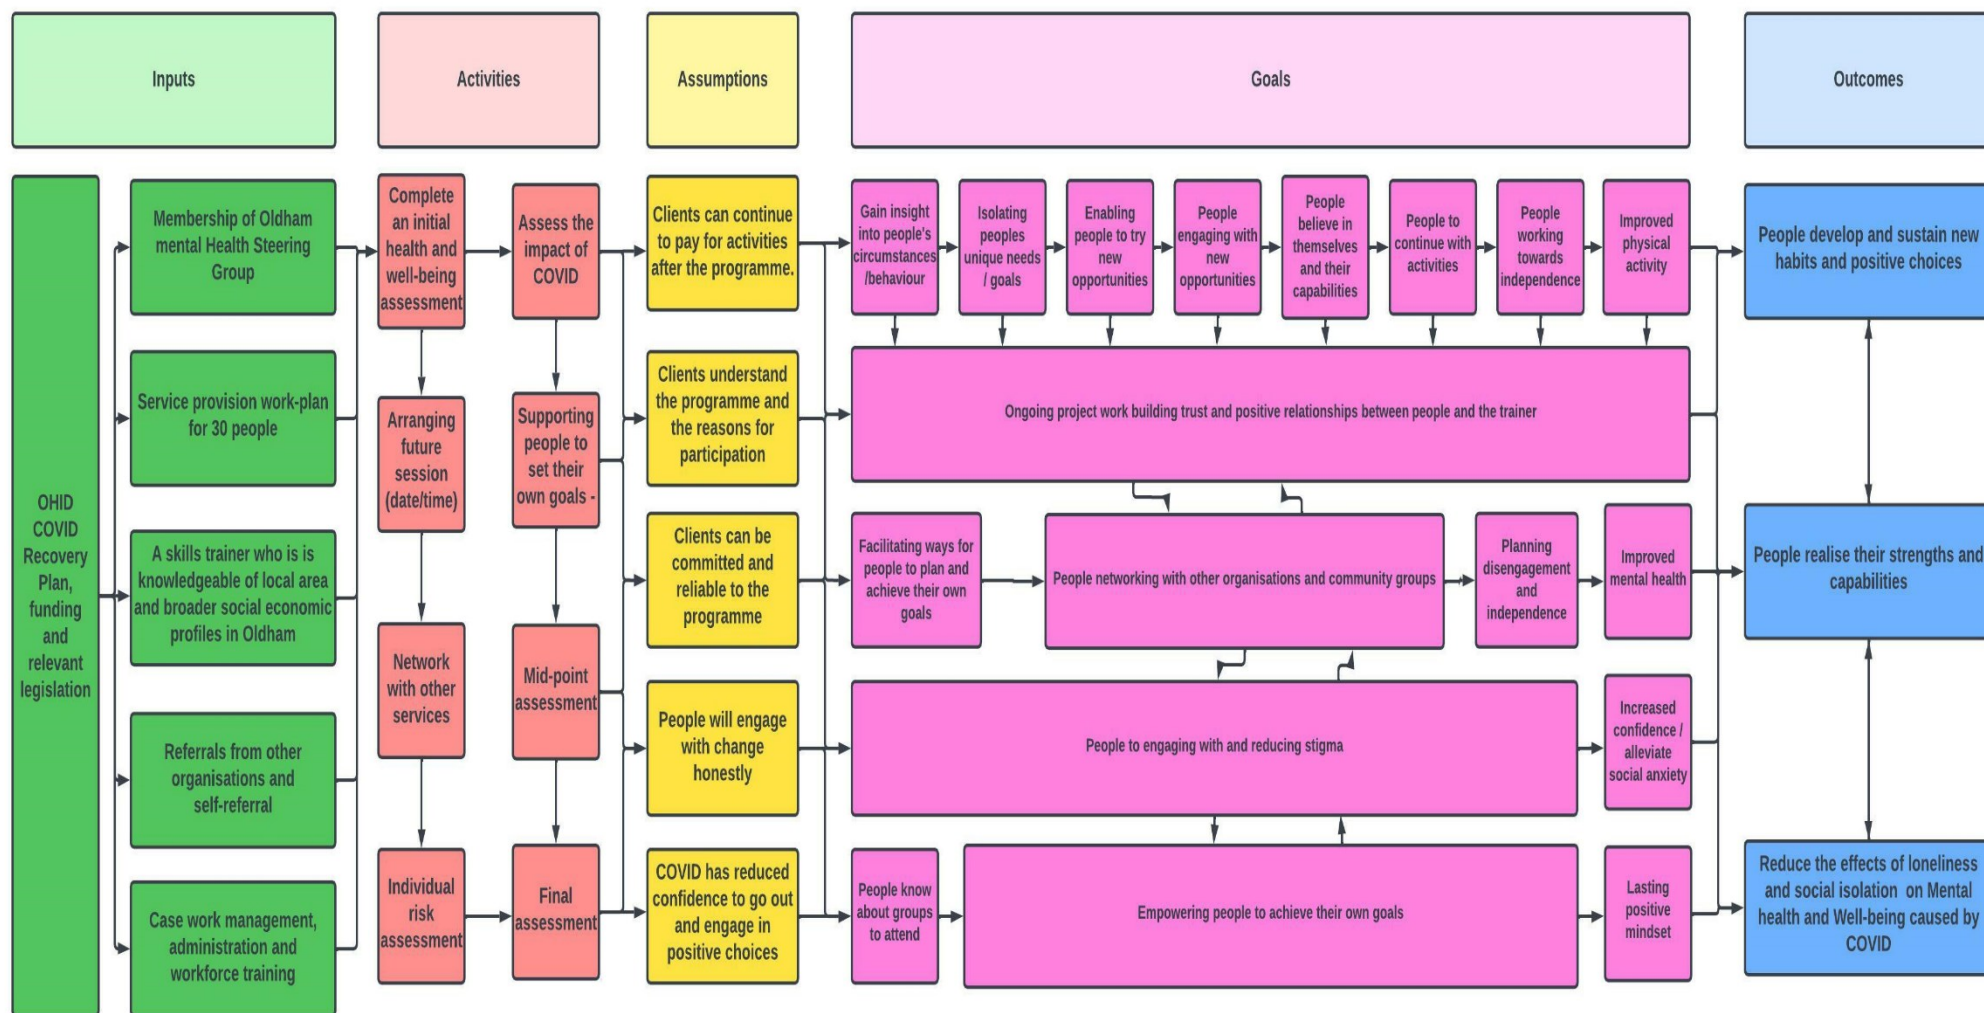 Inputs
Activities
Assumptions
Goals
Outcomes
OHID
COVID
Recovery
Plan,
funding
and
relevant
legislation
Membership of Oldham
mental Health Steering
Group
Service provision work-plan
for 30 people
A skills trainer who is is
knowledgeable of local area
and broader social economic
profiles in Oldham
Referrals from other
organisations and
self-referral
Case work management,
administration and
workforce training
Complete
an initial
health and
well-being
assessment
Arranging
future
session
(date/time)
Network
with other
services
Individual
risk
assessment
Assess the
impact of
COVID
Supporting
people to
set their
own goals -
Mid-point
assessment
Final
assessment
Clients can continue
to pay for activities
after the programme.
Clients understand
the programme and
the reasons for
participation
Clients can be
committed and
reliable to the
programme
People will engage
with change
honestly
COVID has reduced
confidence to go out
and engage in
positive choices
Gain insight
into people's
circumstances
/behaviour
Isolating
peoples
unique needs
/ goals
Enabling
people to try
new
opportunities
People
engaging with
new
opportunities
People
believe in
themselves
and their
capabilities
People to
continue with
activities
People
working
towards
independence
Improved
physical
activity
Ongoing project work building trust and positive relationships between people and the trainer
Facilitating ways for
people to plan and
achieve their own
goals
People networking with other organisations and community groups
Planning
disengagement
and
independence
Improved
mental health
People to engaging with and reducing stigma
Increased
confidence /
alleviate
social anxiety
People know
about groups
to attend
Empowering people to achieve their own goals
Lasting
positive
mindset
People develop and sustain new
habits and positive choices
People realise their strengths and
capabilities
Reduce the effects of loneliness
and social isolation on Mental
health and Well-being caused by
COVID